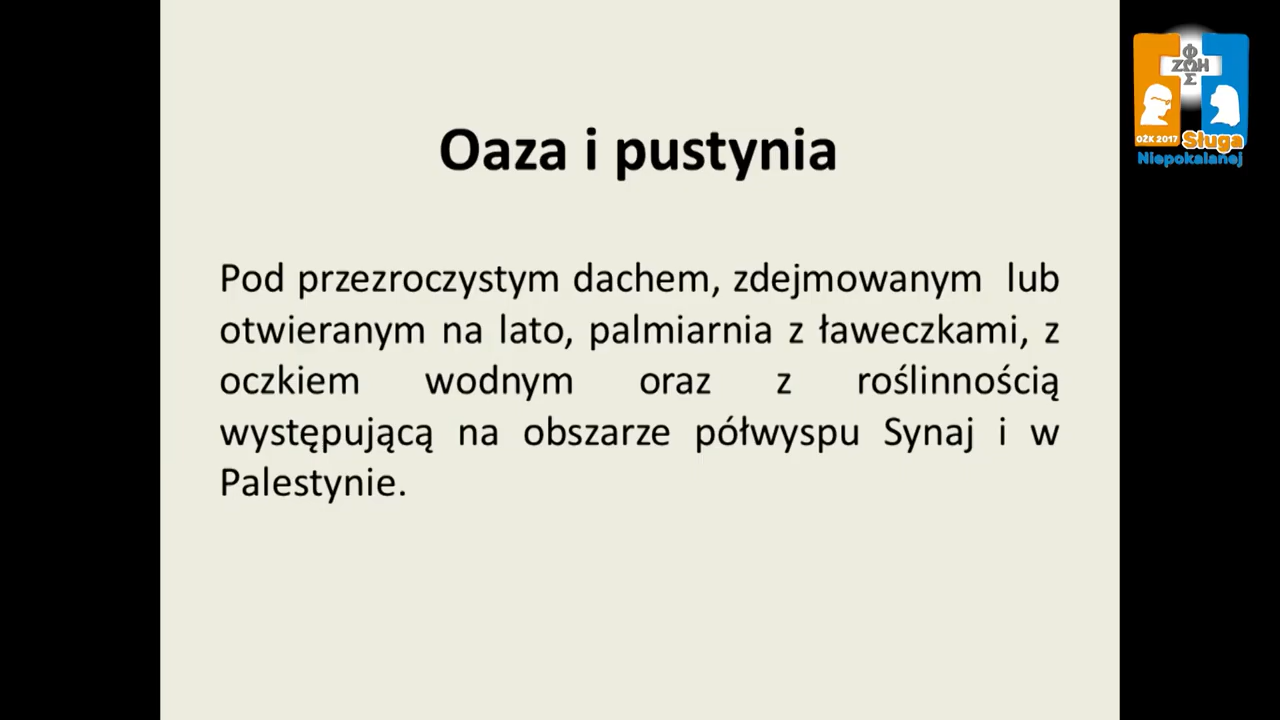 Oaza i pustynia
Pod przezroczystym dachem, zdejmowanym lub
otwieranym na lato, palmiarnia z ławeczkami, z
oczkiem wodnym oraz z roślinnością
występującą na obszarze półwyspu Synaj i w
Palestynie.
Φ
ΖΩΗ
Σ
OŻK 2017 Sługa
Niepokalanej